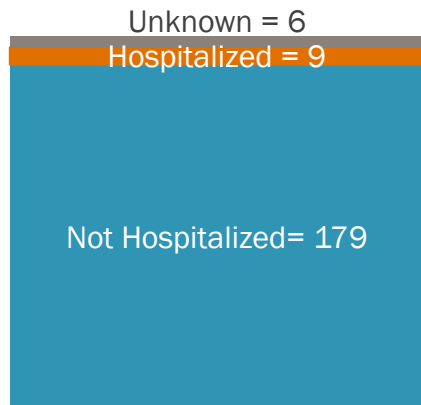 Unknown = 6
Hospitalized = 9
Not Hospitalized= 179